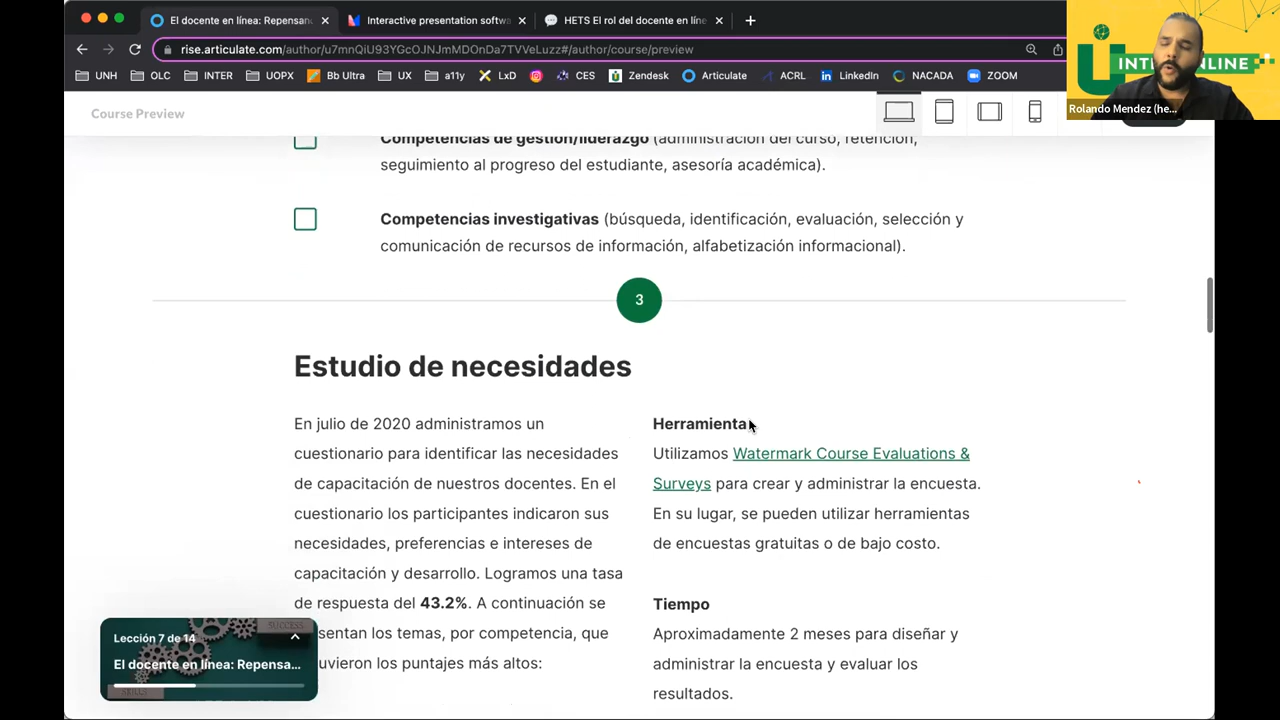 El docente en línea: Repensand
Interactive presentation softwa
HETS El rol del docente en líne
rise.articulate.com/author/u7mnQiU93YGcOJNJmMDOnDa7TVVeLuzz#/author/course/preview
UNH
OLC
INTER
UOPX
Bb Ultra
UX
a11y
LxD
CES
Zendesk
Articulate
ACRL
LinkedIn
NACADA
ZOOM
Rolando Mendez (he...
Course Preview
Competencias de gestión/liderazgo (administración del curso, retención,
seguimiento al progreso del estudiante, asesoría académica).
Competencias investigativas (búsqueda, identificación, evaluación, selección y
comunicación de recursos de información, alfabetización informacional).
3
Estudio de necesidades
En julio de 2020 administramos un
cuestionario para identificar las necesidades
de capacitación de nuestros docentes. En el
cuestionario los participantes indicaron sus
necesidades, preferencias e intereses de
capacitación y desarrollo. Logramos una tasa
de respuesta del 43.2%. A continuación se
sentan los temas, por competencia, que
uvieron los puntajes más altos:
Herramienta
Utilizamos Watermark Course Evaluations &
Surveys para crear y administrar la encuesta.
En su lugar, se pueden utilizar herramientas
de encuestas gratuitas o de bajo costo.
Tiempo
Aproximadamente 2 meses para diseñar y
administrar la encuesta y evaluar los
resultados.
SUCCESS
Lección 7 de 14
El docente en línea: Repensa...
SKILLS